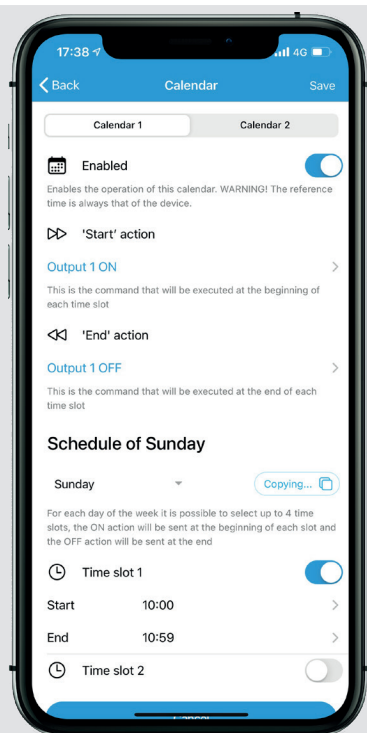 17:38
4G
Back Calendar Save
Calendar 1 Calendar 2
Enabled
Enables the operation of this calendar. WARNING! The reference
time is always that of the device.
'Start' action
Output 1 ON
This is the command that will be executed at the beginning of
each time slot
'End' action
Output 1 OFF
This is the command that will be executed at the end of each
time slot
Schedule of Sunday
Sunday Copying...
For each day of the week it is possible to select up to 4 time
slots, the ON action will be sent at the beginning of each slot and
the OFF action will be sent at the end
Time slot 1
Start 10:00
End 10:59
Time slot 2
Cancel